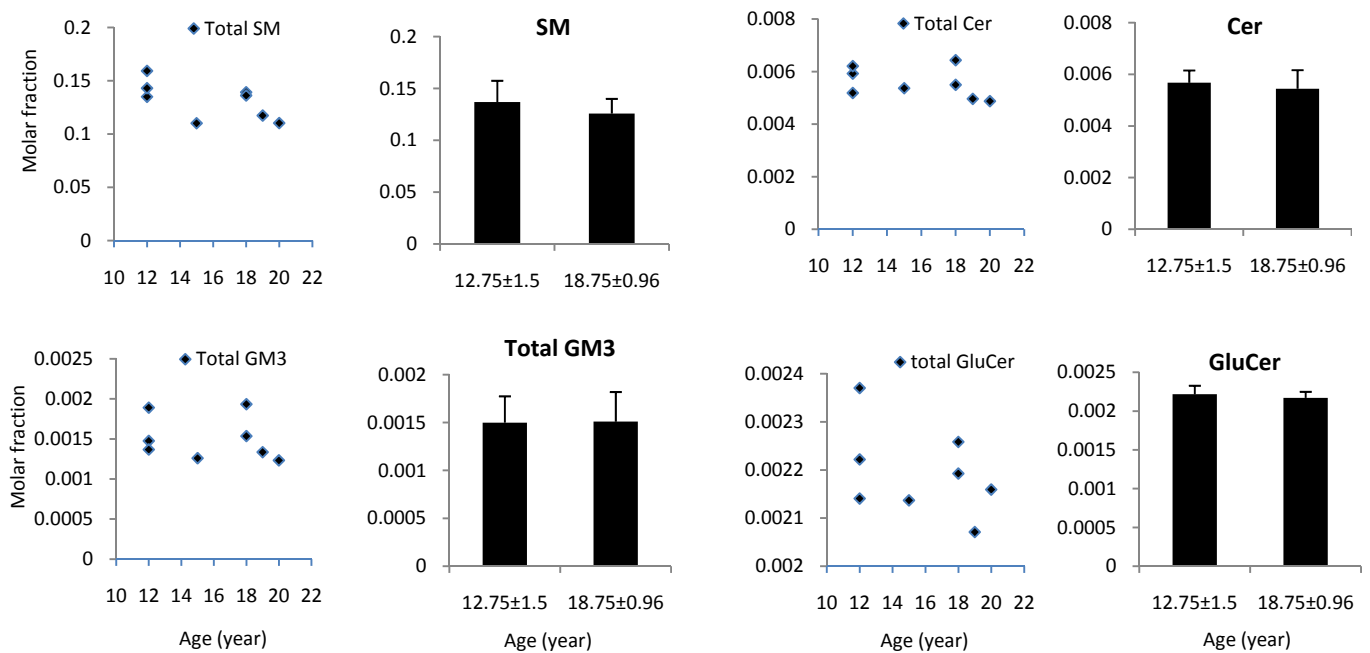 Total SM
Molar fraction
0.2
0.15
0.1
0.05
0
10 12 14 16 18 20 22
SM
0.2
0.15
0.1
0.05
0
12.75±1.5 18.75±0.96
Total Cer
0.008
0.006
0.004
0.002
0
10 12 14 16 18 20 22
Cer
0.008
0.006
0.004
0.002
0
12.75±1.5 18.75±0.96
Total GM3
Molar fraction
0.0025
0.002
0.0015
0.001
0.0005
0
10 12 14 16 18 20 22
Age (year)
Total GM3
0.002
0.0015
0.001
0.0005
0
12.75±1.5 18.75±0.96
Age (year)
total GluCer
0.0024
0.0023
0.0022
0.0021
0.002
10 12 14 16 18 20 22
Age (year)
GluCer
0.0025
0.002
0.0015
0.001
0.0005
0
12.75±1.5 18.75±0.96
Age (year)